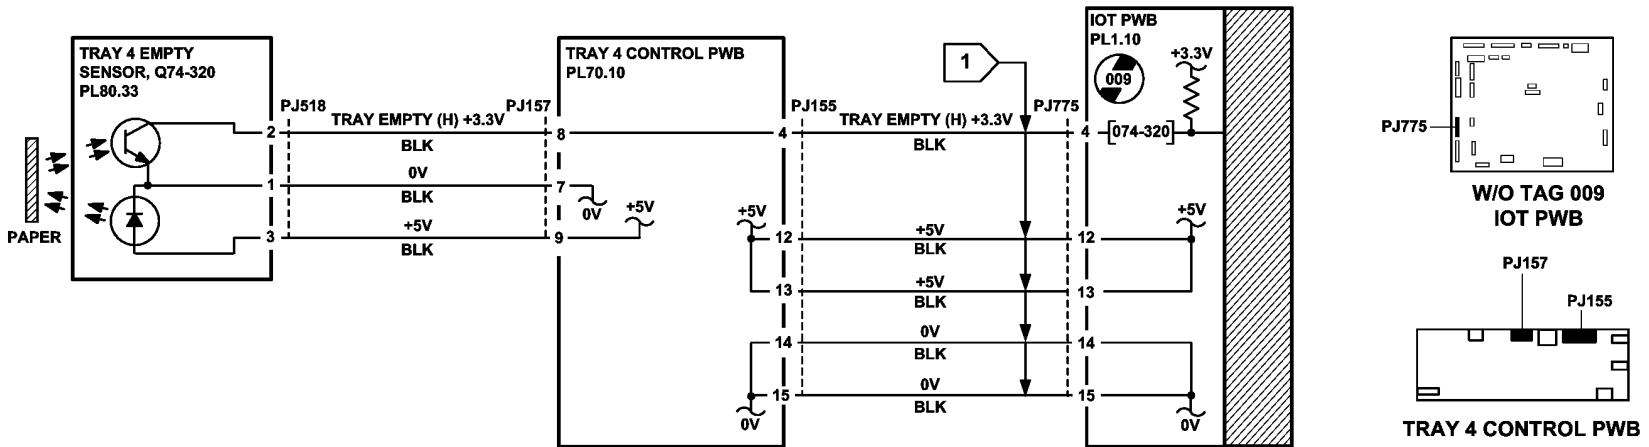 TRAY 4 EMPTY
SENSOR, Q74-320
PL80.33
PAPER
2
1
3
PJ518
TRAY EMPTY (H) +3.3V
BLK
0V
BLK
+5V
BLK
PJ157
8
7
9
TRAY 4 CONTROL PWB
PL70.10
0V
+5V
+5V
0V
4
12
13
14
15
PJ155
1
TRAY EMPTY (H) +3.3V
BLK
+5V
BLK
+5V
BLK
0V
BLK
0V
BLK
PJ775
4
12
13
14
15
IOT PWB
PL1.10
009
+3.3V
[074-320]
+5V
0V
PJ775
W/O TAG 009
IOT PWB
PJ157
PJ155
TRAY 4 CONTROL PWB